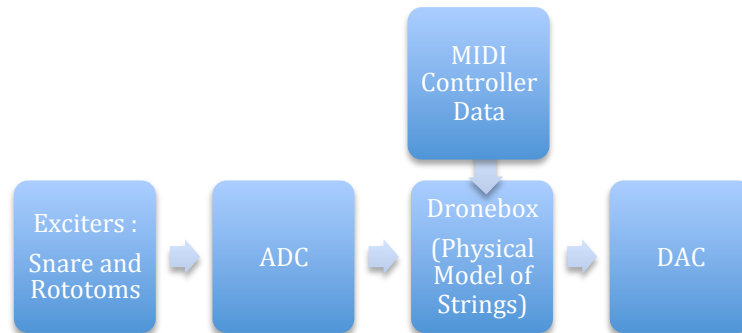 MIDI
Controller
Data
Exciters :
Snare and
Rototoms
ADC
Dronebox
(Physical
Model of
Strings)
DAC